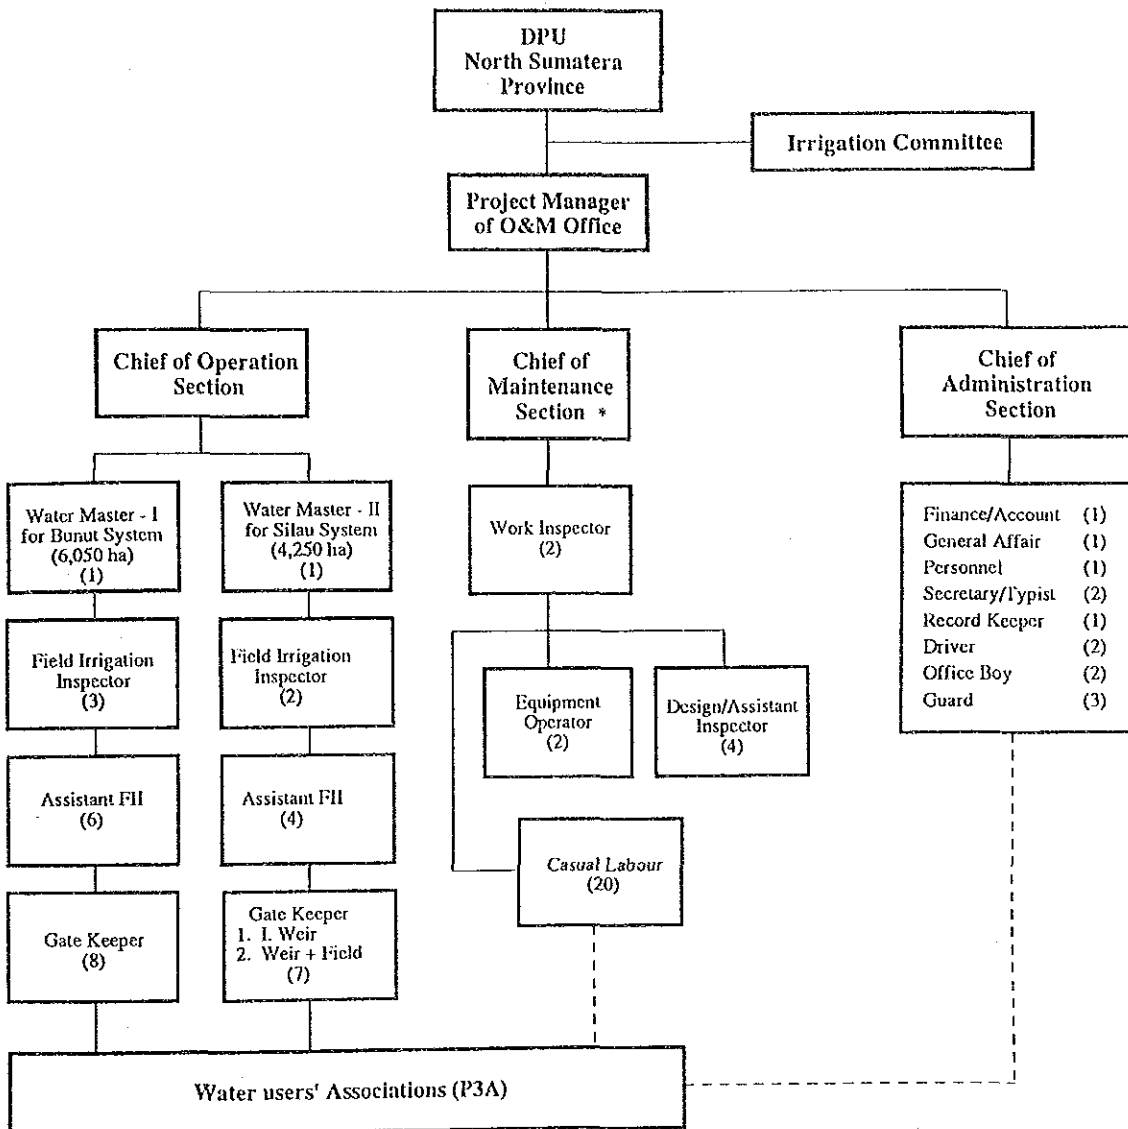 DPU
North Sumatera
Province
Irrigation Committee
Project Manager
of O&M Office
Chief of Operation
Section
Chief of
Maintenance
Section *
Chief of
Administration
Section
Water Master - I
for Bunut System
(6,050 ha)
(1)
Water Master - II
for Silau System
(4,250 ha)
(1)
Work Inspector
(2)
Finance/Account (1)
General Affair (1)
Personnel (1)
Secretary/Typist (2)
Record Keeper (1)
Driver (2)
Office Boy (2)
Guard (3)
Field Irrigation
Inspector
(3)
Field Irrigation
Inspector
(2)
Equipment
Operator
(2)
Design/Assistant
Inspector
(4)
Assistant FII
(6)
Assistant FII
(4)
Casual Labour
(20)
Gate Keeper
(8)
Gate Keeper
1. I. Weir
2. Weir + Field
(7)
Water users' Associations (P3A)